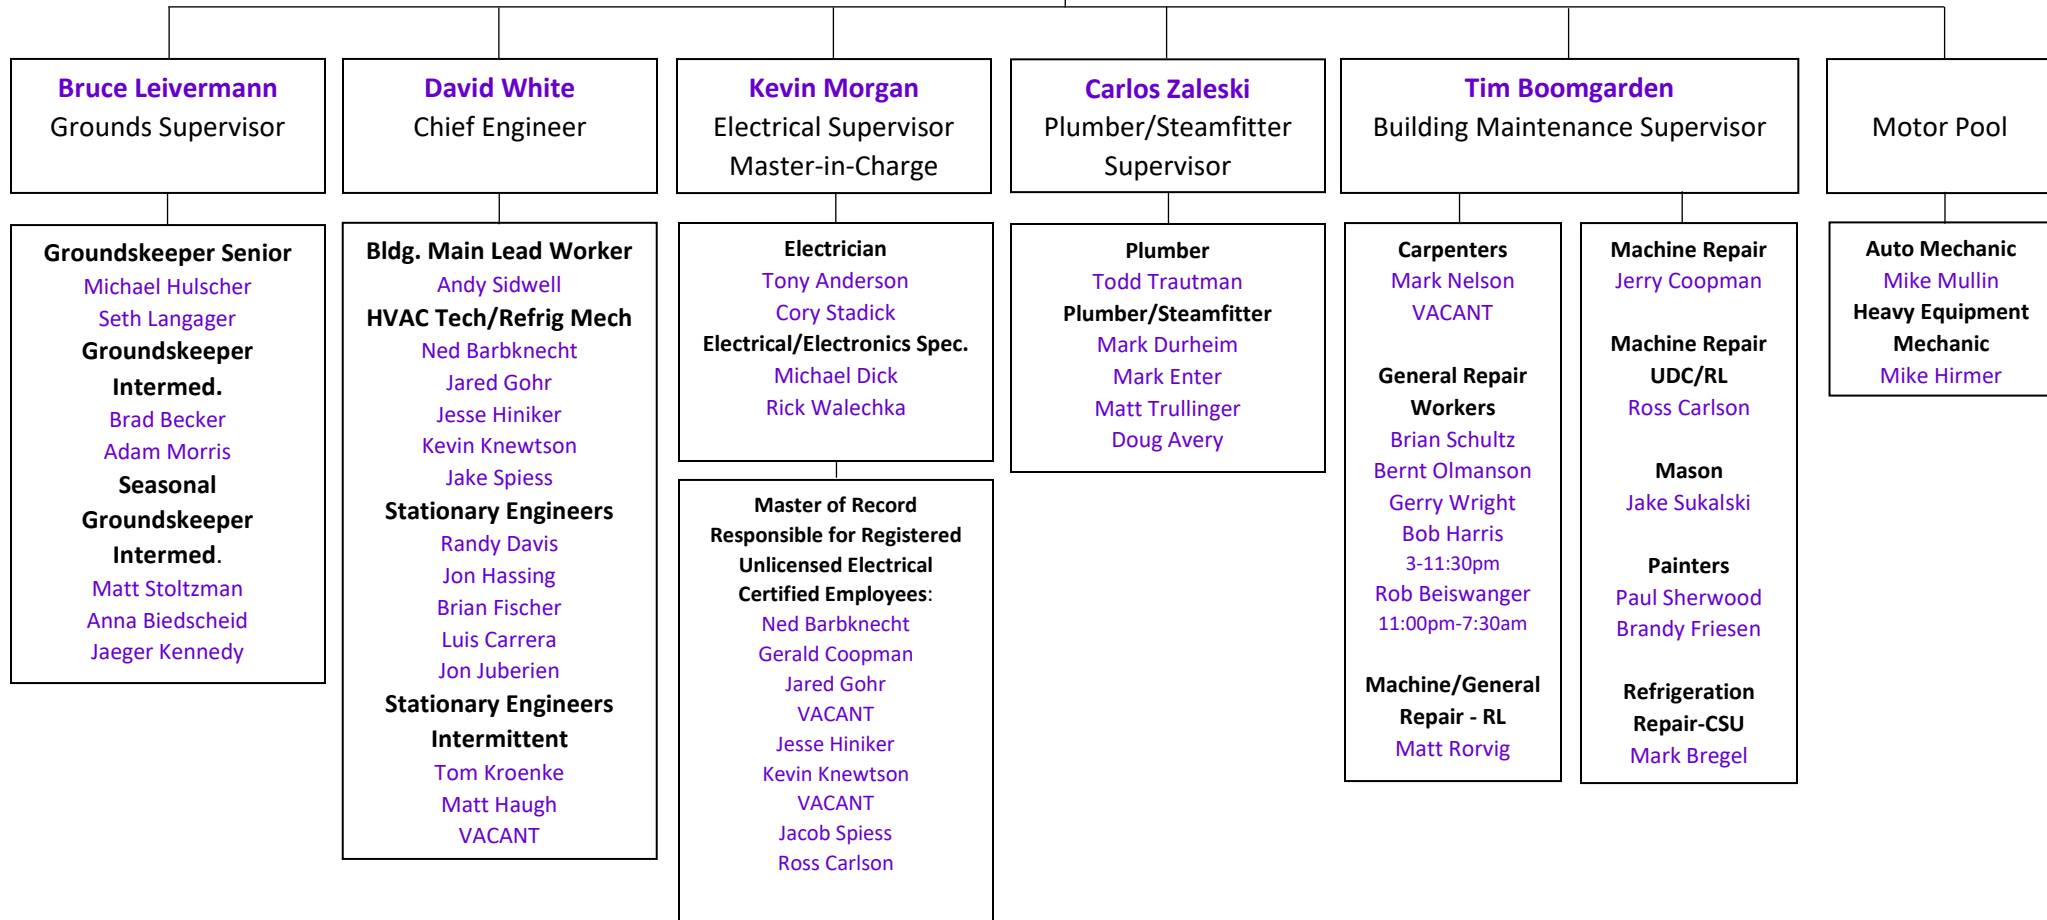 Bruce Leivermann
Grounds Supervisor
David White
Chief Engineer
Kevin Morgan
Electrical Supervisor
Master-in-Charge
Carlos Zaleski
Plumber/Steamfitter
Supervisor
Tim Boomgarden
Building Maintenance Supervisor
Motor Pool
Groundskeeper Senior
Michael Hulscher
Seth Langager
Groundskeeper
Intermed.
Brad Becker
Adam Morris
Seasonal
Groundskeeper
Intermed.
Matt Stoltzman
Anna Biedscheid
Jaeger Kennedy
Bldg. Main Lead Worker
Andy Sidwell
HVAC Tech/Refrig Mech
Ned Barbknecht
Jared Gohr
Jesse Hiniker
Kevin Knewtson
Jake Spiess
Stationary Engineers
Randy Davis
Jon Hassing
Brian Fischer
Luis Carrera
Jon Juberien
Stationary Engineers
Intermittent
Tom Kroenke
Matt Haugh
VACANT
Electrician
Tony Anderson
Cory Stadick
Electrical/Electronics Spec.
Michael Dick
Rick Walechka
Master of Record
Responsible for Registered
Unlicensed Electrical
Certified Employees:
Ned Barbknecht
Gerald Coopman
Jared Gohr
VACANT
Jesse Hiniker
Kevin Knewtson
VACANT
Jacob Spiess
Ross Carlson
Plumber
Todd Trautman
Plumber/Steamfitter
Mark Durheim
Mark Enter
Matt Trullinger
Doug Avery
Carpenters
Mark Nelson
VACANT
General Repair
Workers
Brian Schultz
Bernt Olmanson
Gerry Wright
Bob Harris
3-11:30pm
Rob Beiswanger
11:00pm-7:30am
Machine/General
Repair - RL
Matt Rorvig
Machine Repair
Jerry Coopman
Machine Repair
UDC/RL
Ross Carlson
Mason
Jake Sukalski
Painters
Paul Sherwood
Brandy Friesen
Refrigeration
Repair-CSU
Mark Bregel
Auto Mechanic
Mike Mullin
Heavy Equipment
Mechanic
Mike Hirmer